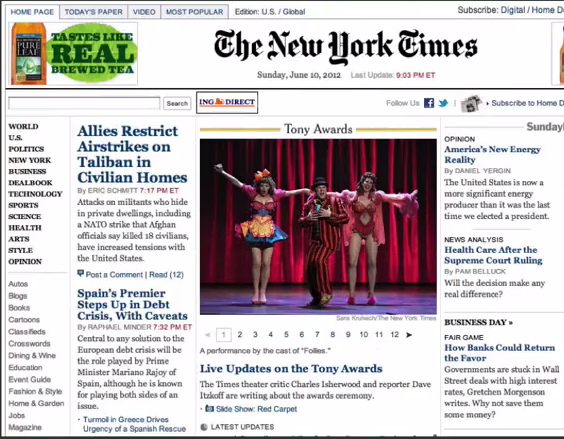 HOME PAGE TODAY'S PAPER VIDEO MOST POPULAR Edition: U.S. / Global
Subscribe: Digital / Home D
PURE LEAF
TASTES LIKE
REAL
BREWED TEA
The New York Times
Sunday, June 10, 2012 Last Update: 9:03 PM ET
Search
ING DIRECT
Follow Us
Subscribe to Home D
WORLD
U.S.
POLITICS
NEW YORK
BUSINESS
DEALBOOK
TECHNOLOGY
SPORTS
SCIENCE
HEALTH
ARTS
STYLE
OPINION
Autos
Blogs
Books
Cartoons
Classifieds
Crosswords
Dining & Wine
Education
Event Guide
Fashion & Style
Home & Garden
Jobs
Magazine
Allies Restrict
Airstrikes on
Taliban in
Civilian Homes
By ERIC SCHMITT 7:17 PM ET
Attacks on militants who hide
in private dwellings, including
a NATO strike that Afghan
officials say killed 18 civilians,
have increased tensions with
the United States.
Post a Comment | Read (12)
Spain's Premier
Steps Up in Debt
Crisis, With Caveats
By RAPHAEL MINDER 7:32 PM ET
Central to any solution to the
European debt crisis will be
the role played by Prime
Minister Mariano Rajoy of
Spain, although he is known
for playing both sides of an
issue.
Turmoil in Greece Drives
Urgency of a Spanish Rescue
Tony Awards
Sara Krulwich/The New York Times
1 2 3 4 5 6 7 8 9 10 11 12
A performance by the cast of "Follies."
Live Updates on the Tony Awards
The Times theater critic Charles Isherwood and reporter Dave
Itzkoff are writing about the awards ceremony.
Slide Show: Red Carpet
LATEST UPDATES
Sunday
OPINION
America's New Energy
Reality
By DANIEL YERGIN
The United States is now a
more significant energy
producer than it was the last
time we elected a president.
NEWS ANALYSIS
Health Care After the
Supreme Court Ruling
By PAM BELLUCK
Will the decision make any
real difference?
BUSINESS DAY »
FAIR GAME
How Banks Could Return
the Favor
Governments are stuck in Wall
Street deals with high interest
rates, Gretchen Morgenson
writes. Why not save them
some money?